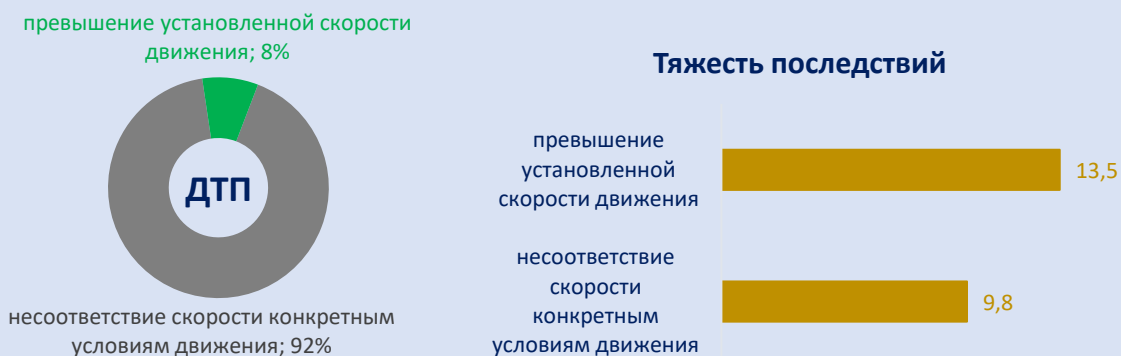 превышение установленной скорости
движения; 8%
ДТП
несоответствие скорости конкретным
условиям движения; 92%
Тяжесть последствий
превышение
установленной
скорости движения
13,5
несоответствие
скорости
конкретным
условиям движения
9,8